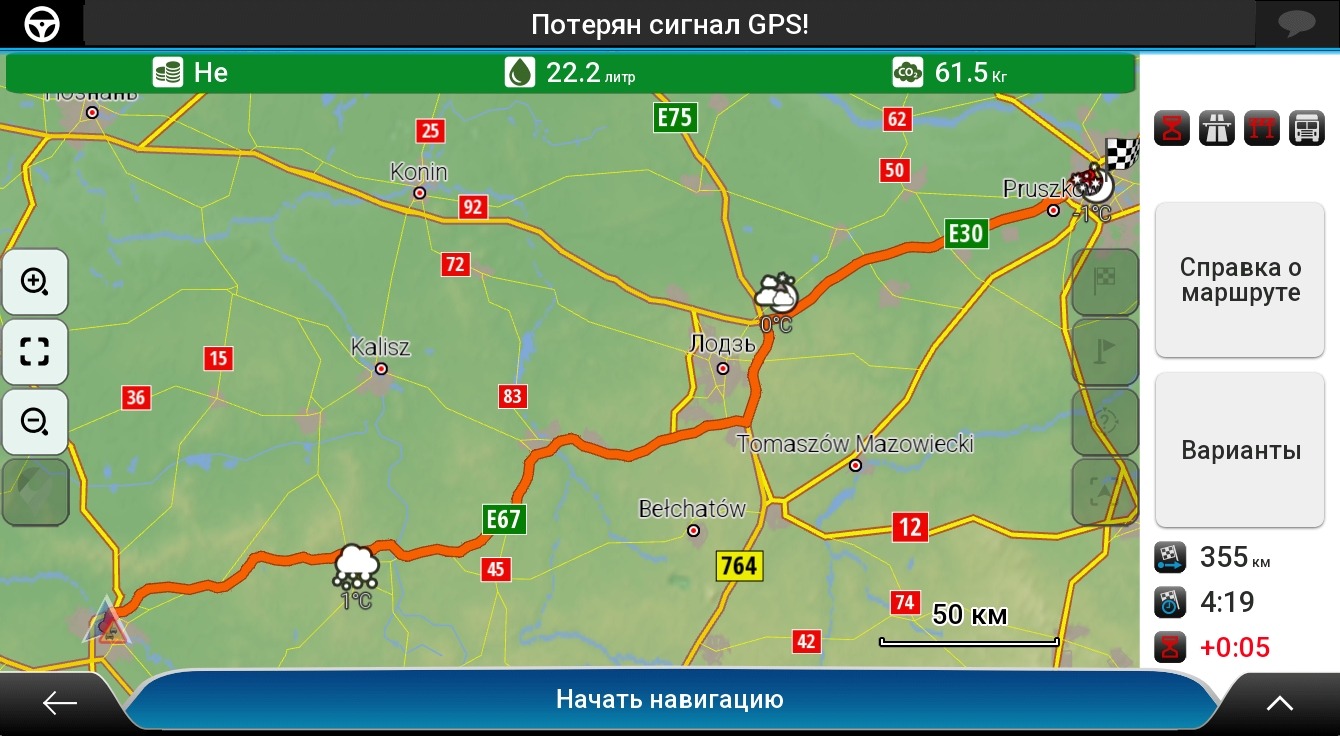 Потерян сигнал GPS!
Не
22.2 литр
61.5 Кг
Познань
E75
62
25
Konin
50
92
Pruszkó
-1°C
E30
72
Справка о
маршруте
0°C
Лодзь
Kalisz
15
36
83
Tomaszów Mazowiecki
Варианты
Bełchatów
E67
12
45
764
355 км
1°C
74
50 км
4:19
42
+0:05
Начать навигацию